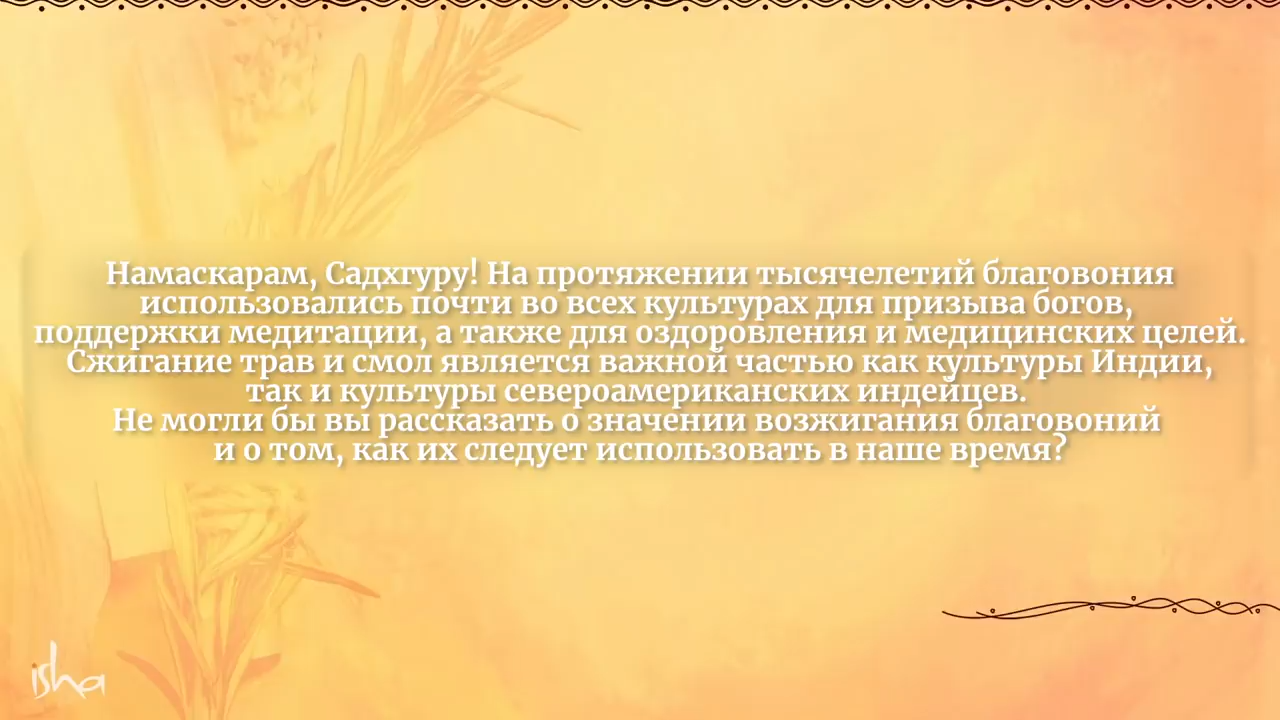 Намаскарам, Садхгуру! На протяжении тысячелетий благовония
использовались почти во всех культурах для призыва богов,
поддержки медитации, а также для оздоровления и медицинских целей.
Сжигание трав и смол является важной частью как культуры Индии,
так и культуры североамериканских индейцев.
Не могли бы вы рассказать о значении возжигания благовоний
и о том, как их следует использовать в наше время?
isha